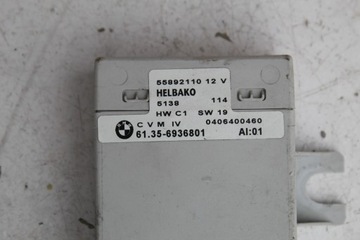 55892110 12 V
HELBAKO
5138 114
HW C1 SW 19
C V M IV 0406400460
61.35-6936801 AI:01